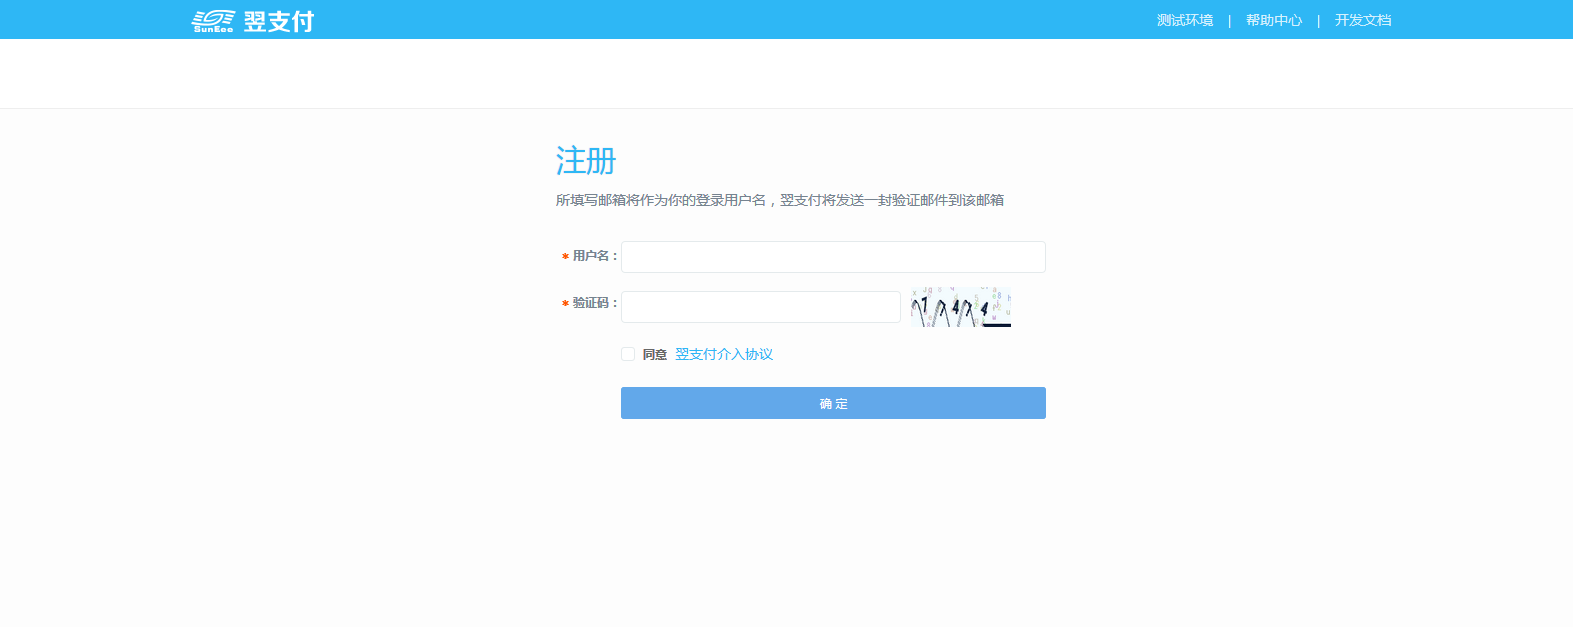 SunEee 翌支付
测试环境 | 帮助中心 | 开发文档
注册
所填写邮箱将作为你的登录用户名，翌支付将发送一封验证邮件到该邮箱
* 用户名：
* 验证码：
同意 翌支付介入协议
确 定